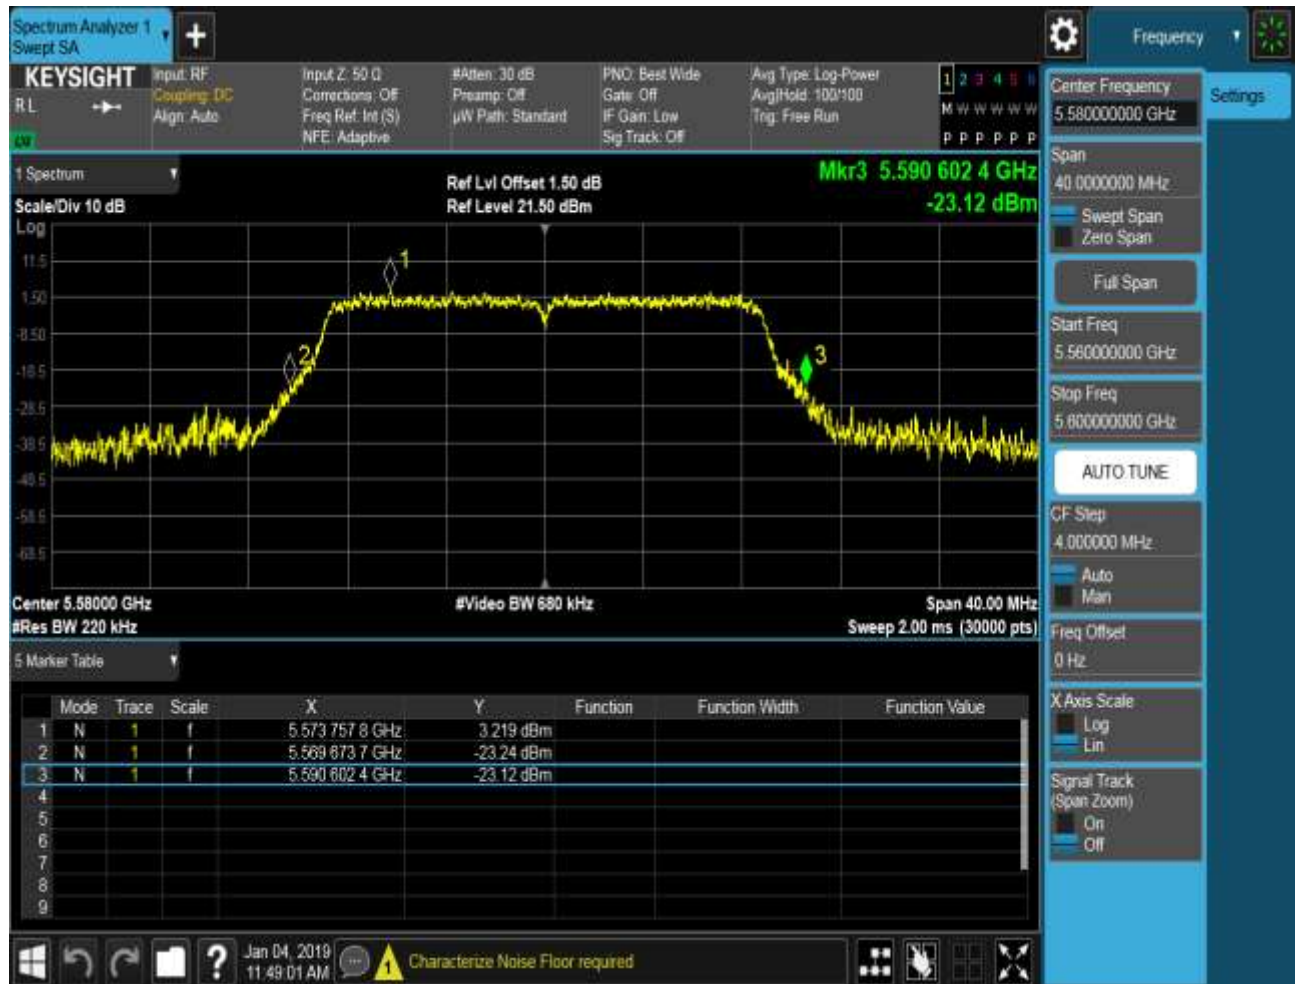 Spectrum Analyzer 1
Swept SA
Frequency
KEYSIGHT
R L
Input: RF
Coupling: DC
Align: Auto
Input Z: 50 Ω
Corrections: Off
Freq Ref: Int (S)
NFE: Adaptive
#Atten: 30 dB
Preamp: Off
µW Path: Standard
PNO: Best Wide
Gate: Off
IF Gain: Low
Sig Track: Off
Avg Type: Log-Power
Avg|Hold: 100/100
Trig: Free Run
1 2 3 4 5 6
M W W W W W
P P P P P P
Center Frequency
5.580000000 GHz
Settings
Span
40.0000000 MHz
Swept Span
Zero Span
Full Span
Start Freq
5.560000000 GHz
Stop Freq
5.600000000 GHz
AUTO TUNE
CF Step
4.000000 MHz
Auto
Man
Freq Offset
0 Hz
X Axis Scale
Log
Lin
Signal Track
(Span Zoom)
On
Off
1 Spectrum
Scale/Div 10 dB
Log
Ref Lvl Offset 1.50 dB
Ref Level 21.50 dBm
Mkr3 5.590 602 4 GHz
-23.12 dBm
11.5
1.50
-8.50
-18.5
-28.5
-38.5
-48.5
-58.5
-68.5
1
2
3
Center 5.58000 GHz
#Res BW 220 kHz
#Video BW 680 kHz
Span 40.00 MHz
Sweep 2.00 ms (30000 pts)
5 Marker Table
Mode Trace Scale X Y Function Function Width Function Value
1 N 1 f 5.573 757 8 GHz 3.219 dBm
2 N 1 f 5.569 673 7 GHz -23.24 dBm
3 N 1 f 5.590 602 4 GHz -23.12 dBm
4
5
6
7
8
9
Jan 04, 2019
11:49:01 AM
1
Characterize Noise Floor required